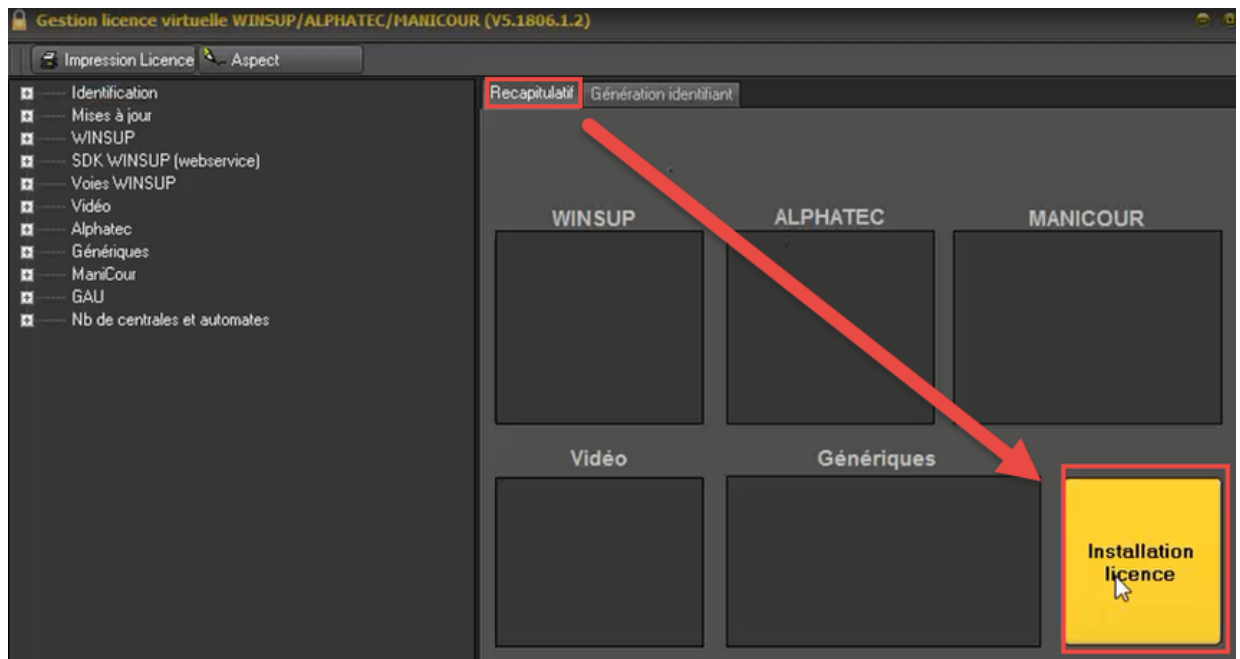 Gestion licence virtuelle WINSUP/ALPHATEC/MANICOUR (V5.1806.1.2)
Impression Licence Aspect
Identification
Mises à jour
WINSUP
SDK WINSUP (webservice)
Voies WINSUP
Vidéo
Alphatec
Génériques
ManiCour
GAU
Nb de centrales et automates
Recapitulatif Génération identifiant
WINSUP ALPHATEC MANICOUR
Vidéo Génériques
Installation
licence